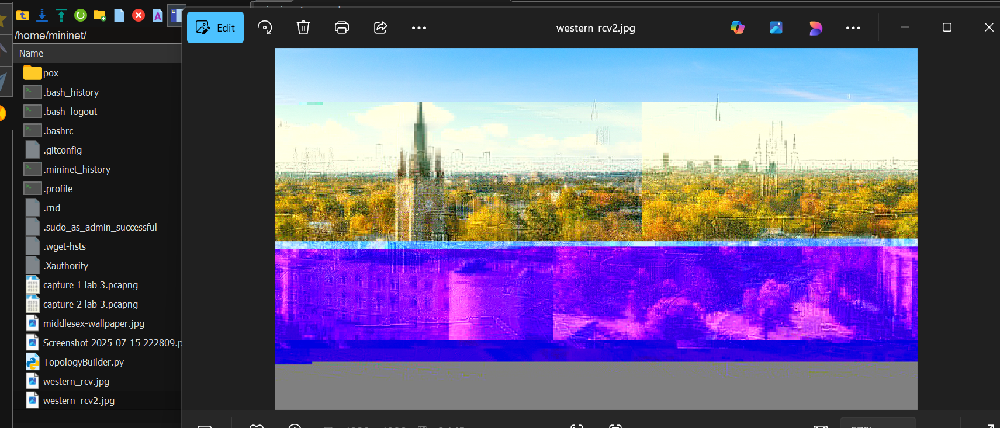 Edit
western_rcv2.jpg
/home/mininet/
Name
pox
.bash_history
.bash_logout
.bashrc
.gitconfig
.mininet_history
.profile
.rnd
.sudo_as_admin_successful
.wget-hsts
.Xauthority
capture 1 lab 3.pcapng
capture 2 lab 3.pcapng
middlesex-wallpaper.jpg
Screenshot 2025-07-15 222809.p
TopologyBuilder.py
western_rcv.jpg
western_rcv2.jpg